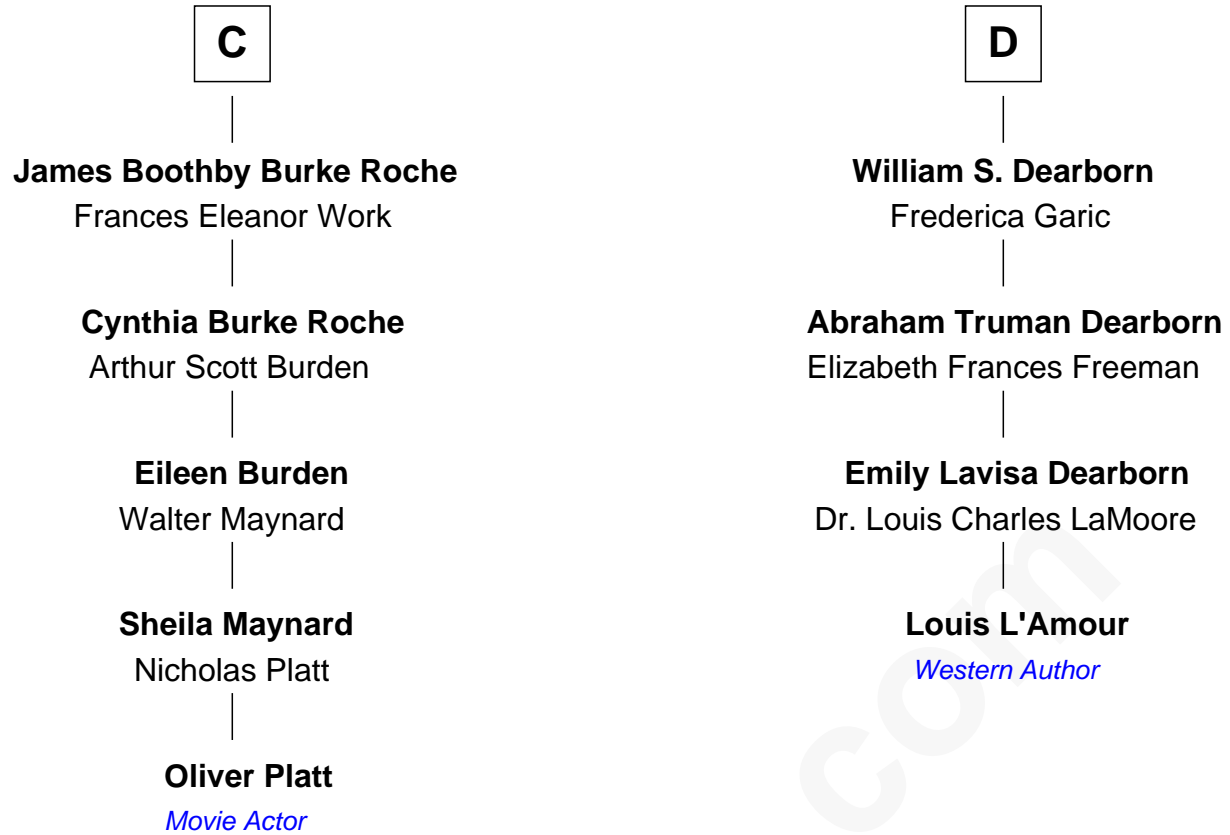 C
James Boothby Burke Roche
Frances Eleanor Work
Cynthia Burke Roche
Arthur Scott Burden
Eileen Burden
Walter Maynard
Sheila Maynard
Nicholas Platt
Oliver Platt
Movie Actor
D
William S. Dearborn
Frederica Garic
Abraham Truman Dearborn
Elizabeth Frances Freeman
Emily Lavisa Dearborn
Dr. Louis Charles LaMoore
Louis L'Amour
Western Author
com